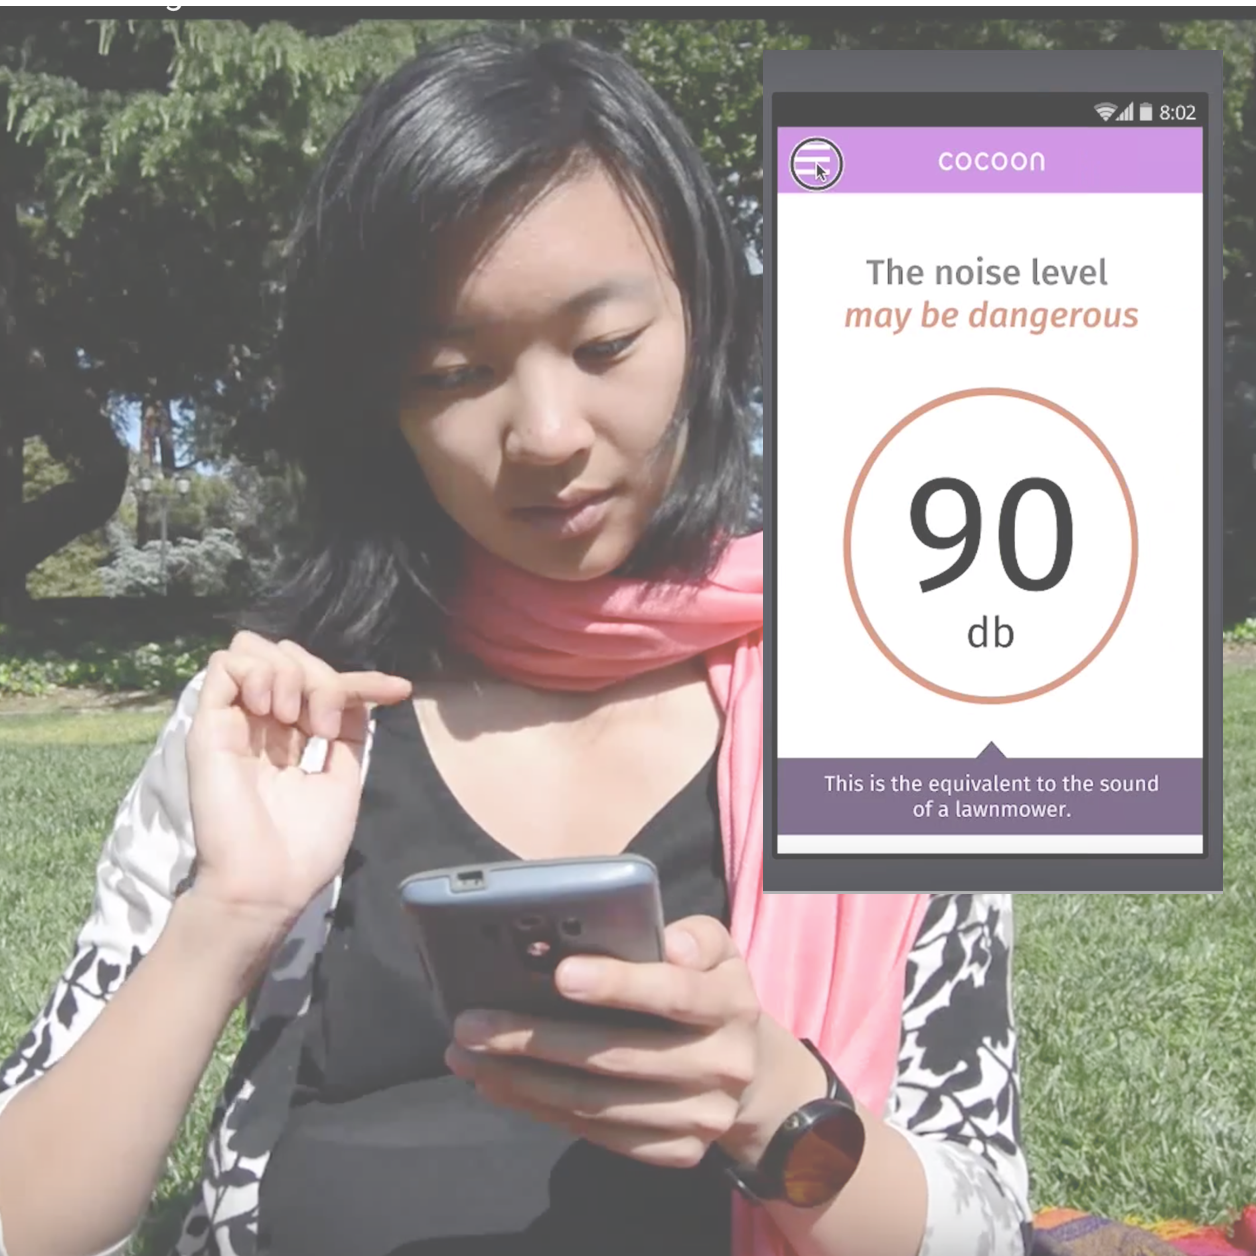 8:02
cocoon
The noise level
may be dangerous
90
db
This is the equivalent to the sound
of a lawnmower.